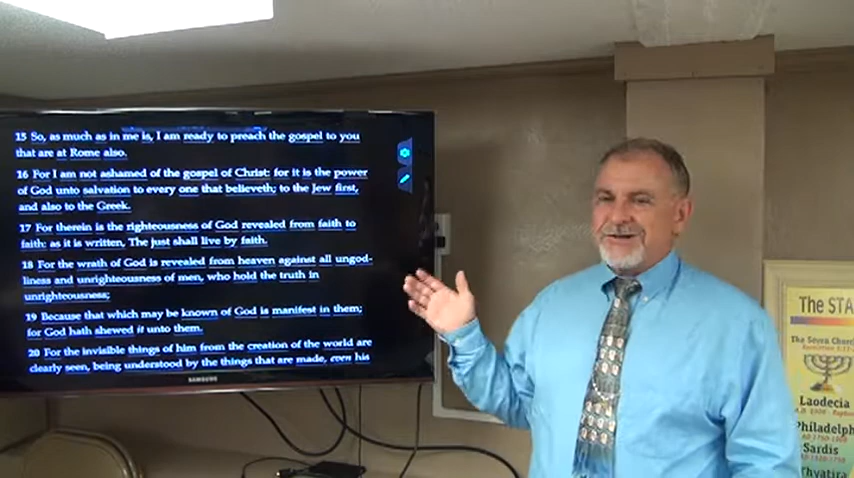 15 So, as much as in me is, I am ready to preach the gospel to you
that are at Rome also.
16 For I am not ashamed of the gospel of Christ: for it is the power
of God unto salvation to every one that believeth; to the Jew first,
and also to the Greek.
17 For therein is the righteousness of God revealed from faith to
faith: as it is written, The just shall live by faith.
18 For the wrath of God is revealed from heaven against all ungod-
liness and unrighteousness of men, who hold the truth in
unrighteousness;
19 Because that which may be known of God is manifest in them;
for God hath shewed it unto them.
20 For the invisible things of him from the creation of the world are
clearly seen, being understood by the things that are made, even his
SAMSUNG
The STA
The Seven Churc
Laodecia
Philadelph
Sardis
Thyatira